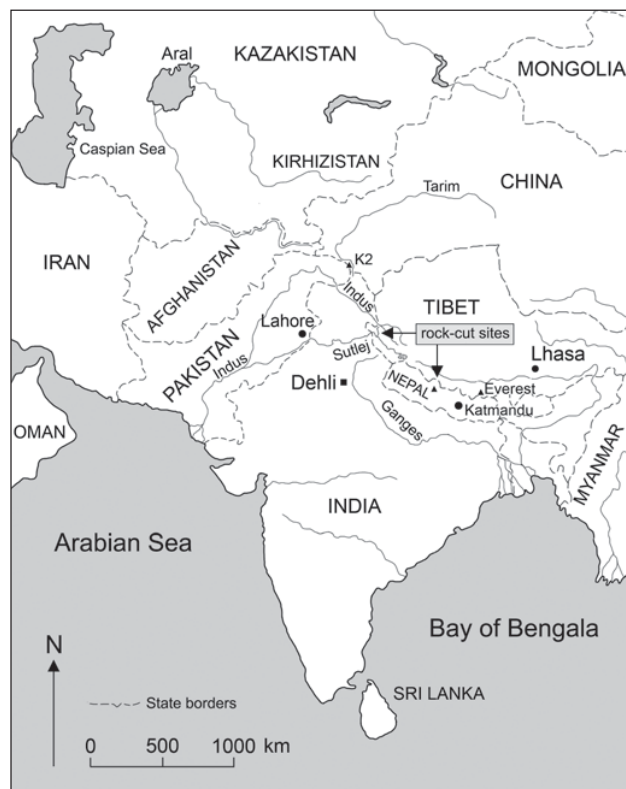 KAZAKISTAN
Aral
MONGOLIA
Caspian Sea
KIRHIZISTAN
CHINA
Tarim
IRAN
AFGHANISTAN
K2
Indus
TIBET
rock-cut sites
Lahore
PAKISTAN
Indus
Sutlej
Lhasa
Dehli
NEPAL
Everest
Katmandu
Ganges
OMAN
MYANMAR
INDIA
Arabian Sea
Bay of Bengala
N
SRI LANKA
State borders
0 500 1000 km